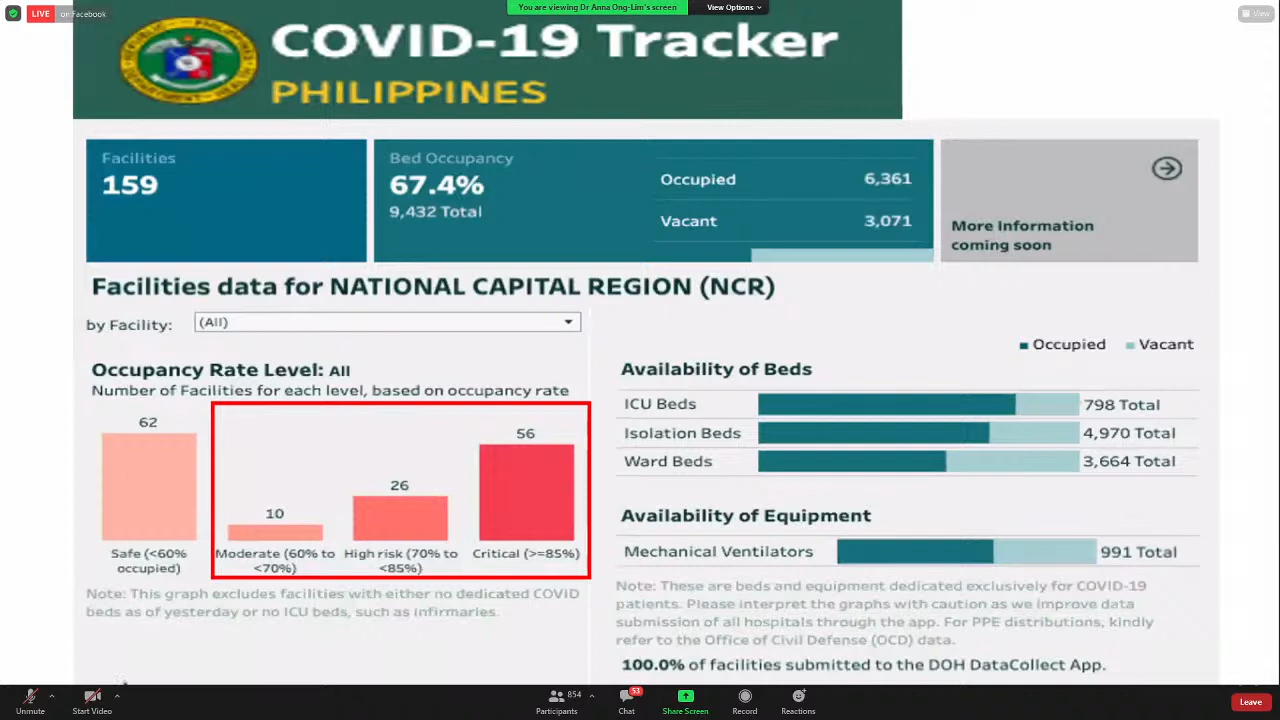 LIVE on Facebook
You are viewing Dr Anna Ong-Lim's screen
View Options
View
COVID-19 Tracker
PHILIPPINES
Facilities
159
Bed Occupancy
67.4%
9,432 Total
Occupied 6,361
Vacant 3,071
More Information
coming soon
Facilities data for NATIONAL CAPITAL REGION (NCR)
by Facility: (All)
Occupancy Rate Level: All
Number of Facilities for each level, based on occupancy rate
62
10
26
56
Safe (<60%
occupied)
Moderate (60% to
<70%)
High risk (70% to
<85%)
Critical (>=85%)
Note: This graph excludes facilities with either no dedicated COVID
beds as of yesterday or no ICU beds, such as infirmaries.
Occupied Vacant
Availability of Beds
ICU Beds 798 Total
Isolation Beds 4,970 Total
Ward Beds 3,664 Total
Availability of Equipment
Mechanical Ventilators 991 Total
Note: These are beds and equipment dedicated exclusively for COVID-19
patients. Please interpret the graphs with caution as we improve data
submission of all hospitals through the app. For PPE distributions, kindly
refer to the Office of Civil Defense (OCD) data.
100.0% of facilities submitted to the DOH DataCollect App.
Unmute
Start Video
854
Participants
53
Chat
Share Screen
Record
Reactions
Leave